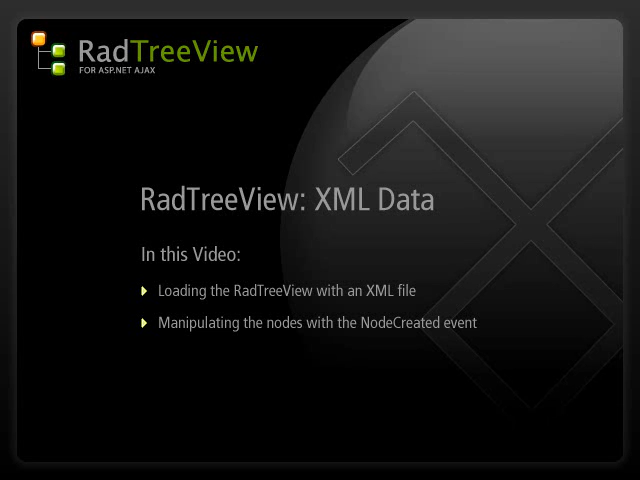 RadTreeView
FOR ASP.NET AJAX
RadTreeView: XML Data
In this Video:
Loading the RadTreeView with an XML file
Manipulating the nodes with the NodeCreated event